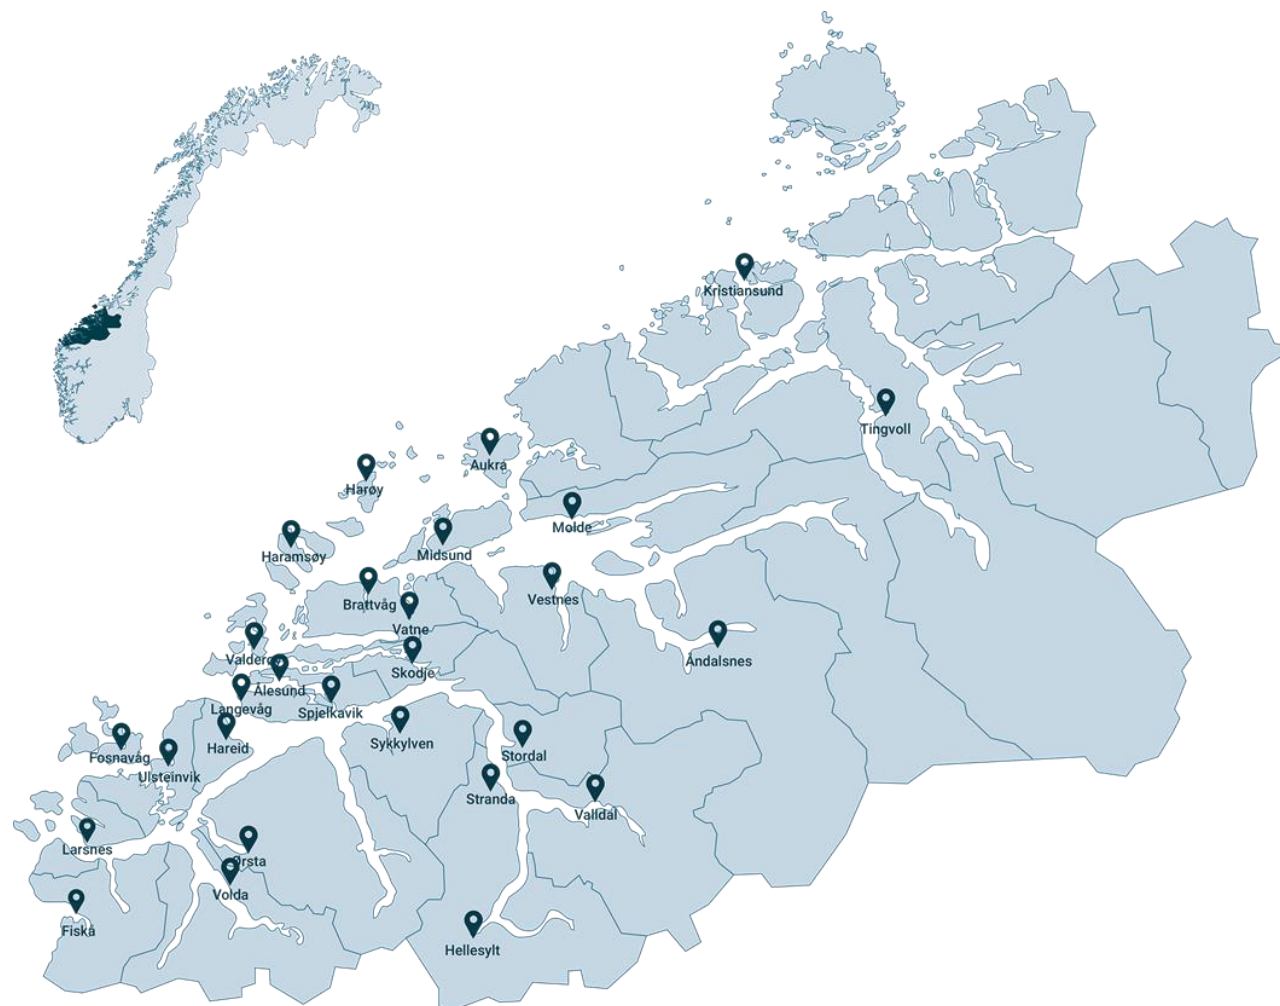 Kristiansund
Tingvoll
Aukra
Harøy
Molde
Midsund
Haramsøy
Vestnes
Brattvåg
Vatne
Åndalsnes
Valderøy
Skodje
Ålesund
Langevåg
Spjelkavik
Sykkylven
Hareid
Stordal
Fosnavåg
Ulsteinvik
Stranda
Valldal
Larsnes
Ørsta
Volda
Fiskå
Hellesylt